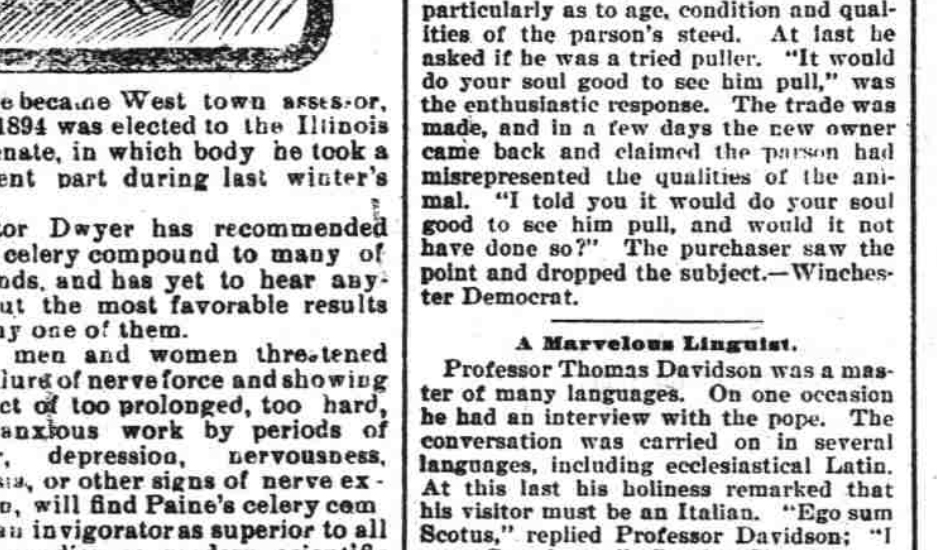 e became West town assessor,
1894 was elected to the Illinois
enate, in which body he took a
ent part during last winter's
tor Dwyer has recommended
celery compound to many of
nds, and has yet to hear any-
ut the most favorable results
ny one of them.
men and women threatened
lure of nerve force and showing
ct of too prolonged, too hard,
anxious work by periods of
r, depression, nervousness,
sia, or other signs of nerve ex-
n, will find Paine's celery com
an invigorator as superior to all
particularly as to age, condition and qual-
ities of the parson's steed. At last he
asked if he was a tried puller. "It would
do your soul good to see him pull," was
the enthusiastic response. The trade was
made, and in a few days the new owner
came back and claimed the parson had
misrepresented the qualities of the ani-
mal. "I told you it would do your soul
good to see him pull, and would it not
have done so?" The purchaser saw the
point and dropped the subject.—Winches-
ter Democrat.
A Marvelous Linguist.
Professor Thomas Davidson was a mas-
ter of many languages. On one occasion
he had an interview with the pope. The
conversation was carried on in several
languages, including ecclesiastical Latin.
At this last his holiness remarked that
his visitor must be an Italian. "Ego sum
Scotus," replied Professor Davidson; "I